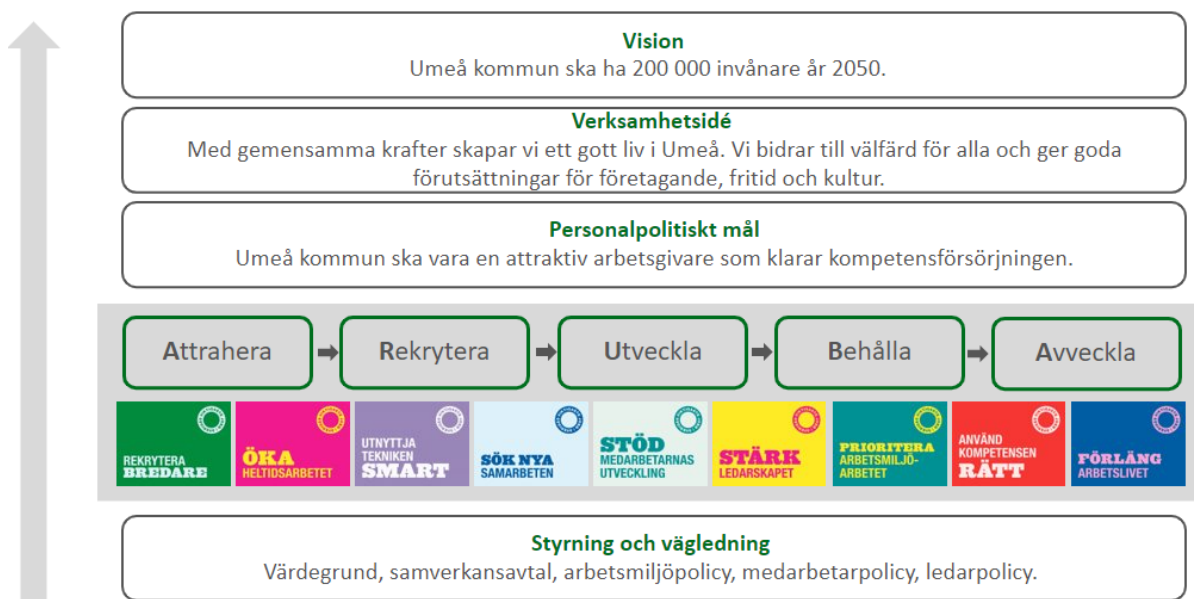 Vision
Umeå kommun ska ha 200 000 invånare år 2050.
Verksamhetsidé
Med gemensamma krafter skapar vi ett gott liv i Umeå. Vi bidrar till välfärd för alla och ger goda
förutsättningar för företagande, fritid och kultur.
Personalpolitiskt mål
Umeå kommun ska vara en attraktiv arbetsgivare som klarar kompetensförsörjningen.
Attrahera
Rekrytera
Utveckla
Behålla
Avveckla
REKRYTERA
BREDARE
ÖKA
HELTIDSARBETET
UTNYTTJA
TEKNIKEN
SMART
SÖK NYA
SAMARBETEN
STÖD
MEDARBETARNAS
UTVECKLING
STÄRK
LEDARSKAPET
PRIORITERA
ARBETSMILJÖ-
ARBETET
ANVÄND
KOMPETENSEN
RÄTT
FÖRLÄNG
ARBETSLIVET
Styrning och vägledning
Värdegrund, samverkansavtal, arbetsmiljöpolicy, medarbetarpolicy, ledarpolicy.